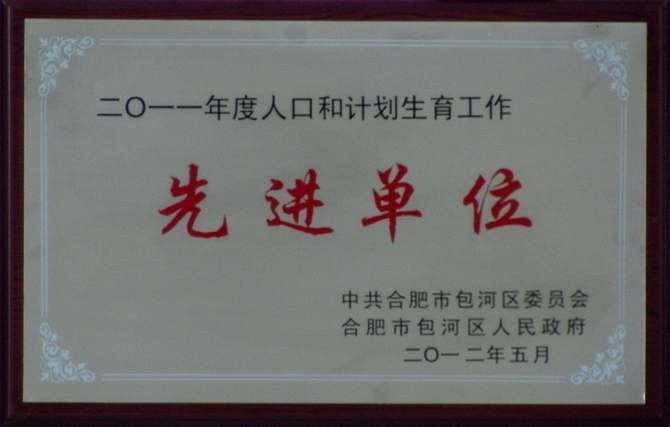 二〇一一年度人口和计划生育工作
先进单位
中共合肥市包河区委员会
合肥市包河区人民政府
二〇一二年五月